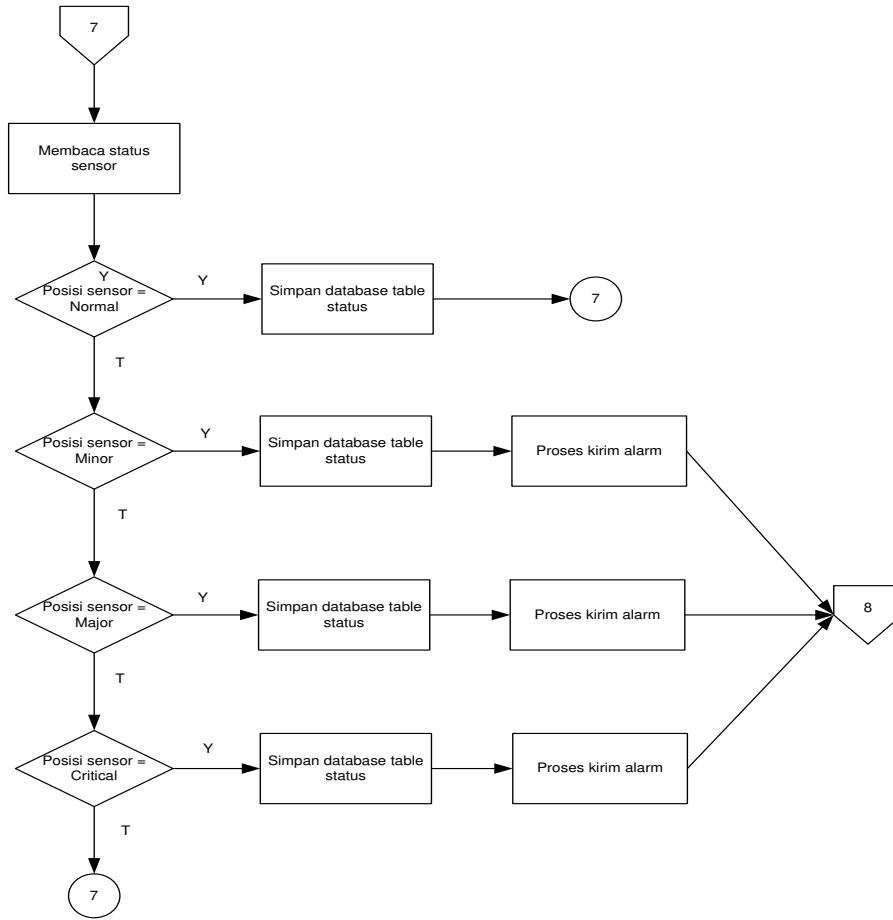 7
Membaca status
sensor
Y
Posisi sensor =
Normal
Y
Simpan database table
status
7
T
Posisi sensor =
Minor
Y
Simpan database table
status
Proses kirim alarm
T
Posisi sensor =
Major
Y
Simpan database table
status
Proses kirim alarm
8
T
Posisi sensor =
Critical
Y
Simpan database table
status
Proses kirim alarm
T
7